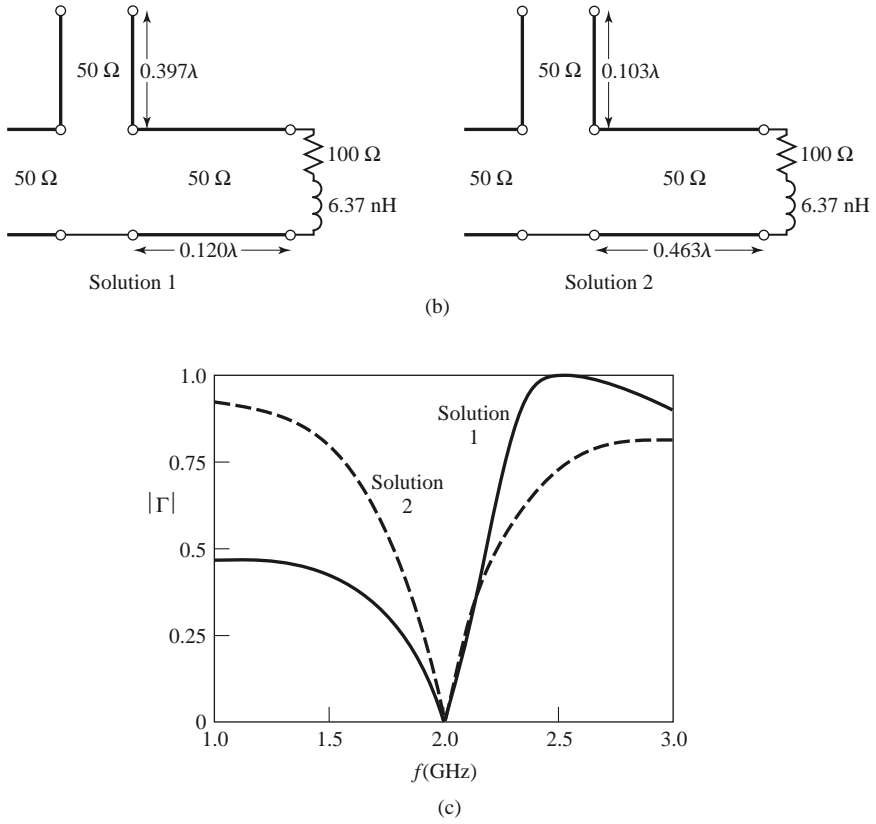 50 Ω 0.397λ
50 Ω 0.103λ
50 Ω
50 Ω
100 Ω
6.37 nH
50 Ω
50 Ω
100 Ω
6.37 nH
0.120λ
0.463λ
Solution 1
Solution 2
(b)
1.0
0.75
|Γ|
0.5
0.25
0
Solution
1
Solution
2
1.0
1.5
2.0
2.5
3.0
f(GHz)
(c)